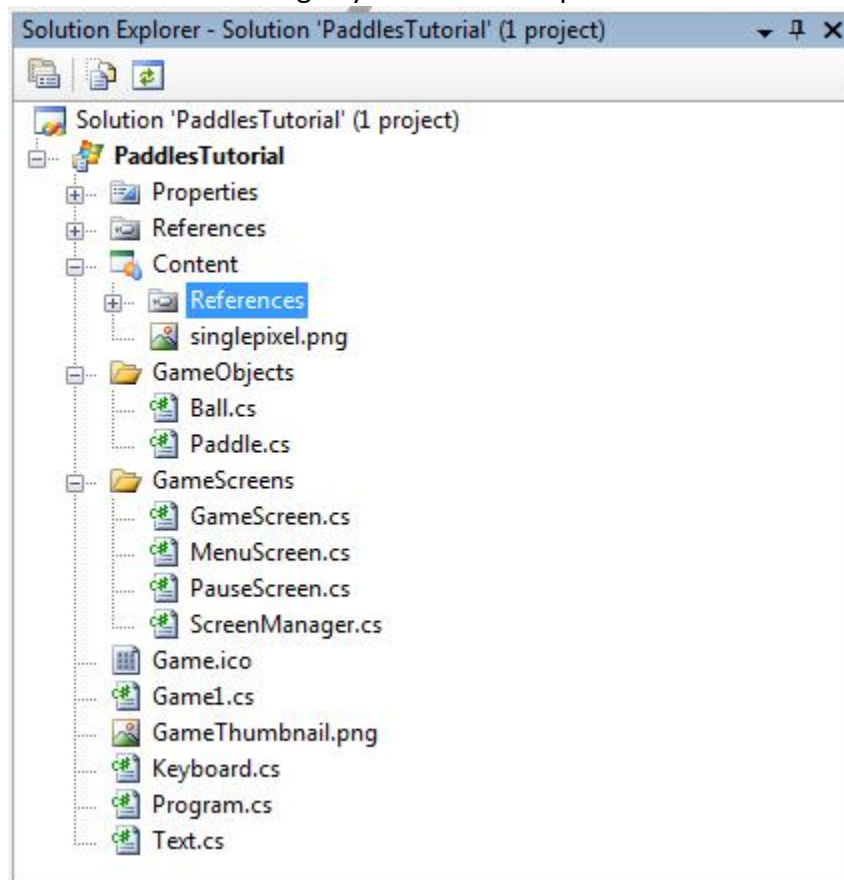 Solution Explorer - Solution 'PaddlesTutorial' (1 project)
Solution 'PaddlesTutorial' (1 project)
PaddlesTutorial
Properties
References
Content
References
singlepixel.png
GameObjects
Ball.cs
Paddle.cs
GameScreens
GameScreen.cs
MenuScreen.cs
PauseScreen.cs
ScreenManager.cs
Game.ico
Game1.cs
GameThumbnail.png
Keyboard.cs
Program.cs
Text.cs